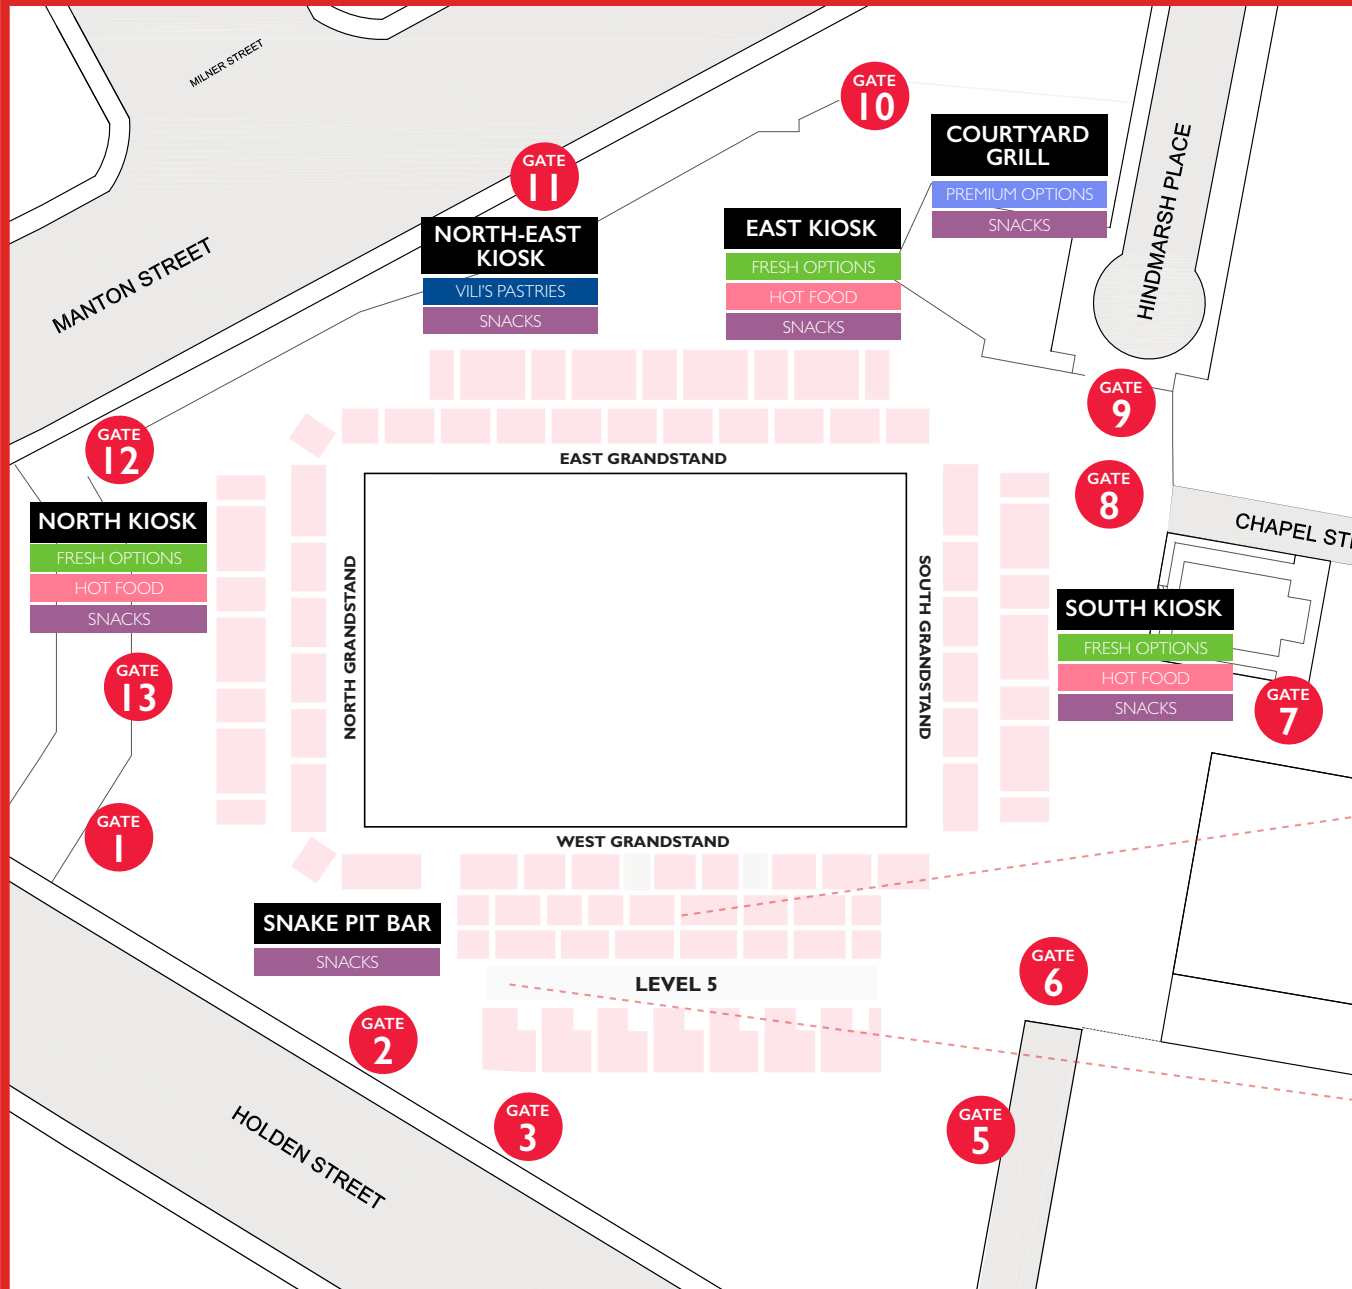 MILNER STREET
GATE
10
COURTYARD
GRILL
PREMIUM OPTIONS
SNACKS
HINDMARSH PLACE
GATE
11
NORTH-EAST
KIOSK
VILI'S PASTRIES
SNACKS
EAST KIOSK
FRESH OPTIONS
HOT FOOD
SNACKS
MANTON STREET
GATE
9
GATE
12
EAST GRANDSTAND
GATE
8
NORTH KIOSK
FRESH OPTIONS
HOT FOOD
SNACKS
CHAPEL
NORTH GRANDSTAND
SOUTH GRANDSTAND
SOUTH KIOSK
FRESH OPTIONS
HOT FOOD
SNACKS
GATE
13
GATE
7
GATE
1
WEST GRANDSTAND
SNAKE PIT BAR
SNACKS
LEVEL 5
GATE
6
GATE
2
GATE
3
GATE
5
HOLDEN STREET